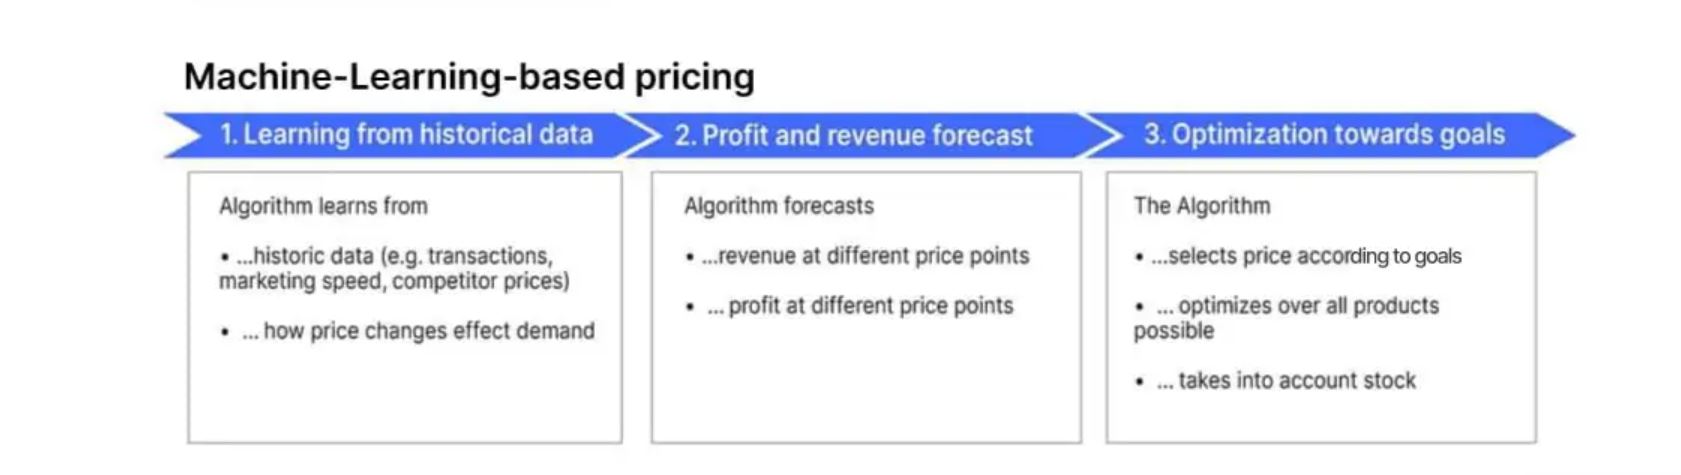 Machine-Learning-based pricing
1. Learning from historical data
2. Profit and revenue forecast
3. Optimization towards goals
Algorithm learns from
• ...historic data (e.g. transactions,
marketing speed, competitor prices)
• ... how price changes effect demand
Algorithm forecasts
• ...revenue at different price points
• ... profit at different price points
The Algorithm
• ...selects price according to goals
• ... optimizes over all products
possible
• ... takes into account stock